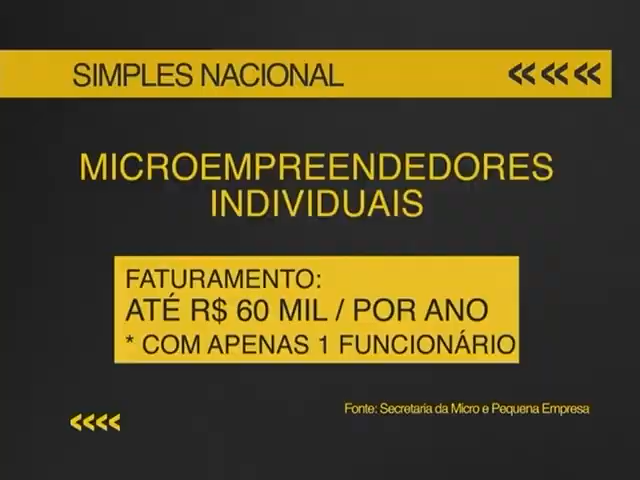 SIMPLES NACIONAL
MICROEMPREENDEDORES
INDIVIDUAIS
FATURAMENTO:
ATÉ R$ 60 MIL / POR ANO
* COM APENAS 1 FUNCIONÁRIO
Fonte: Secretaria da Micro e Pequena Empresa